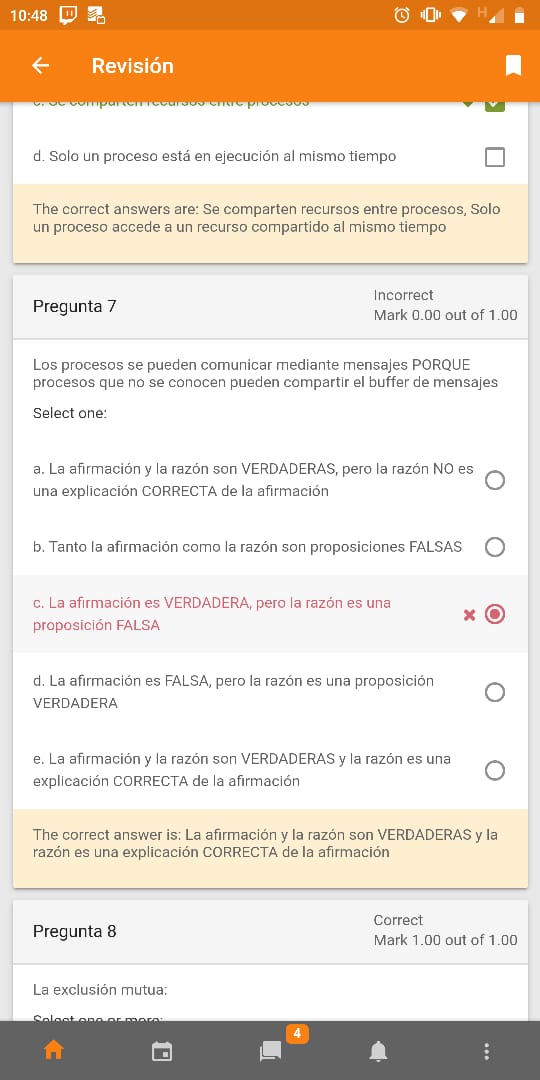 10:48
H
Revisión
c. Se comparten recursos entre procesos
d. Solo un proceso está en ejecución al mismo tiempo
The correct answers are: Se comparten recursos entre procesos, Solo
un proceso accede a un recurso compartido al mismo tiempo
Pregunta 7
Incorrect
Mark 0.00 out of 1.00
Los procesos se pueden comunicar mediante mensajes PORQUE
procesos que no se conocen pueden compartir el buffer de mensajes
Select one:
a. La afirmación y la razón son VERDADERAS, pero la razón NO es
una explicación CORRECTA de la afirmación
b. Tanto la afirmación como la razón son proposiciones FALSAS
c. La afirmación es VERDADERA, pero la razón es una
proposición FALSA
d. La afirmación es FALSA, pero la razón es una proposición
VERDADERA
e. La afirmación y la razón son VERDADERAS y la razón es una
explicación CORRECTA de la afirmación
The correct answer is: La afirmación y la razón son VERDADERAS y la
razón es una explicación CORRECTA de la afirmación
Pregunta 8
Correct
Mark 1.00 out of 1.00
La exclusión mutua:
Select one or more:
4